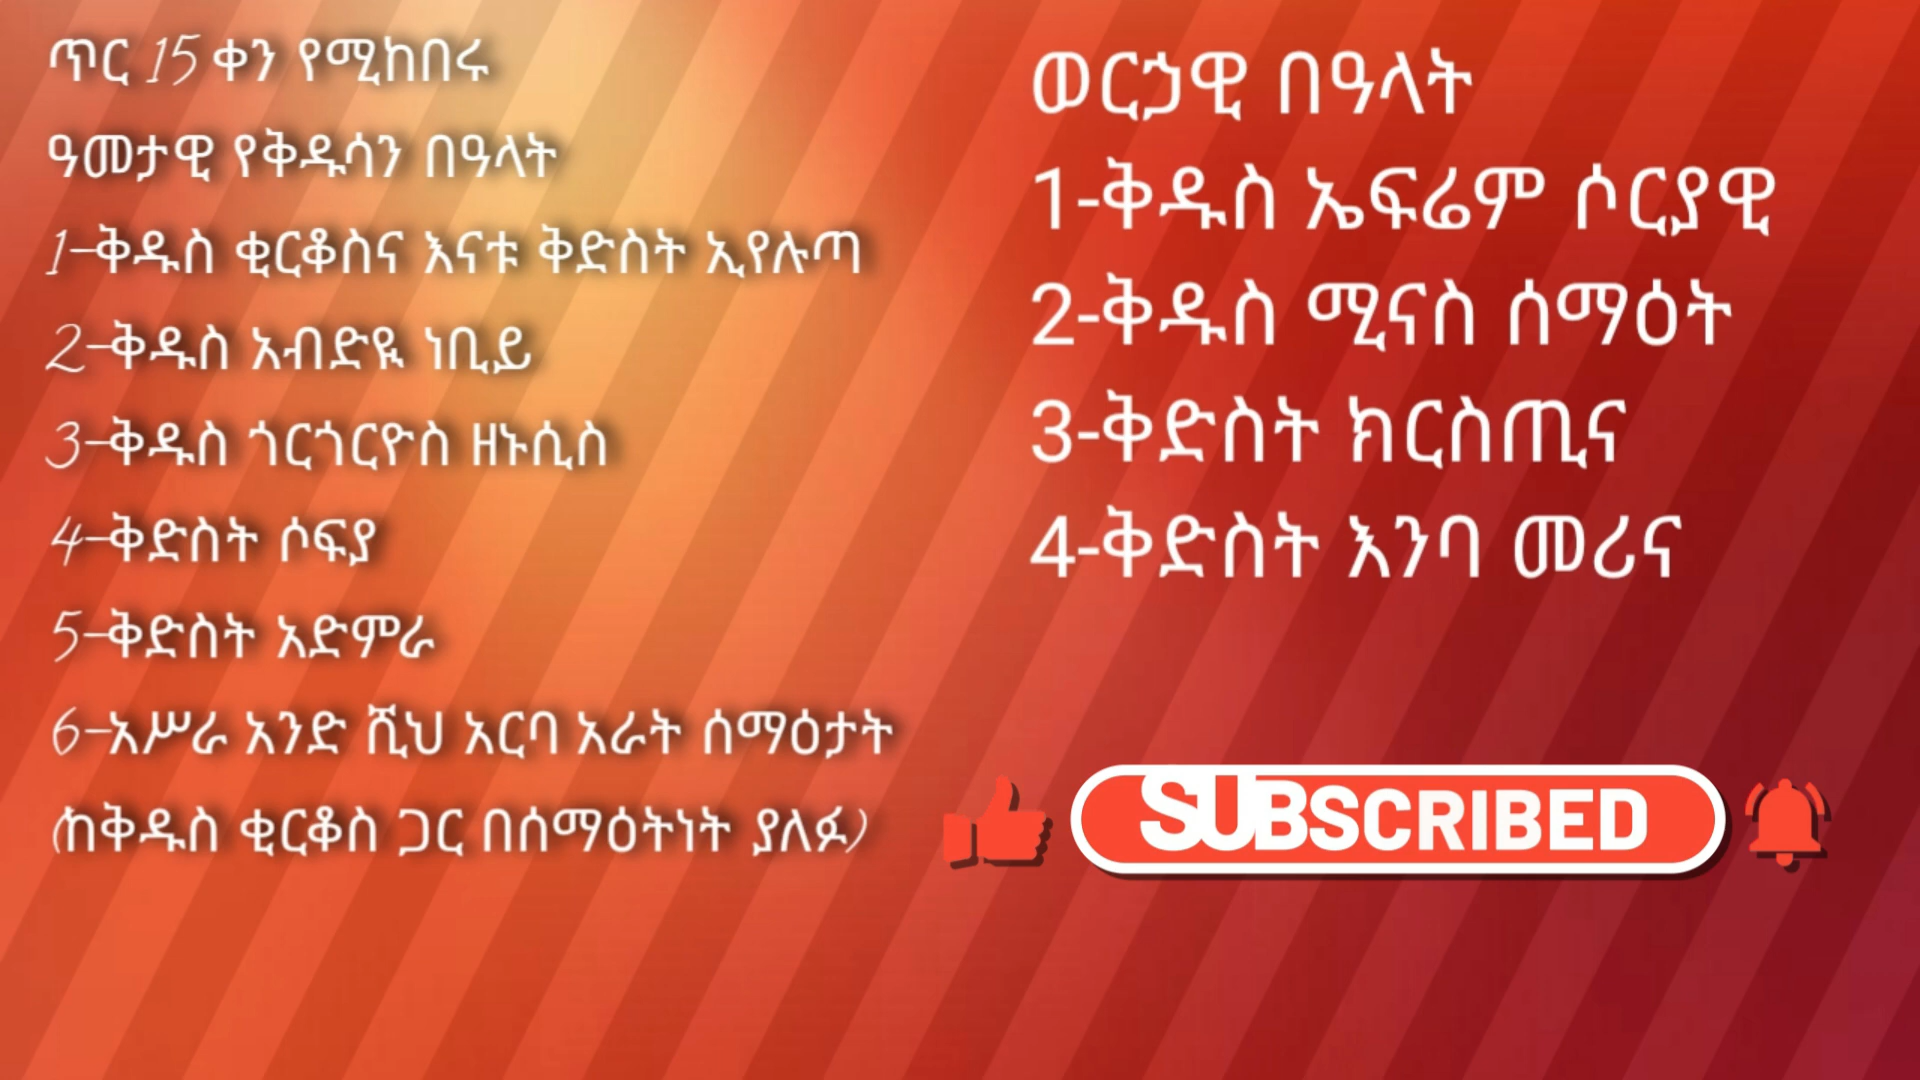 ጥር 15 ቀን የሚከበሩ
ዓመታዊ የቅዱሳን በዓላት
1-ቅዱስ ቂርቆስና እናቱ ቅድስት ኢየሉጣ
2-ቅዱስ አብድዩ ነቢይ
3-ቅዱስ ጎርጎርዮስ ዘኑሲስ
4-ቅድስት ሶፍያ
5-ቅድስት አድምራ
6-አሥራ አንድ ሺህ አርባ አራት ሰማዕታት
(ከቅዱስ ቂርቆስ ጋር በሰማዕትነት ያለፉ)
ወርኃዊ በዓላት
1-ቅዱስ ኤፍሬም ሶርያዊ
2-ቅዱስ ሚናስ ሰማዕት
3-ቅድስት ክርስጢና
4-ቅድስት እንባ መሪና
SUBSCRIBED